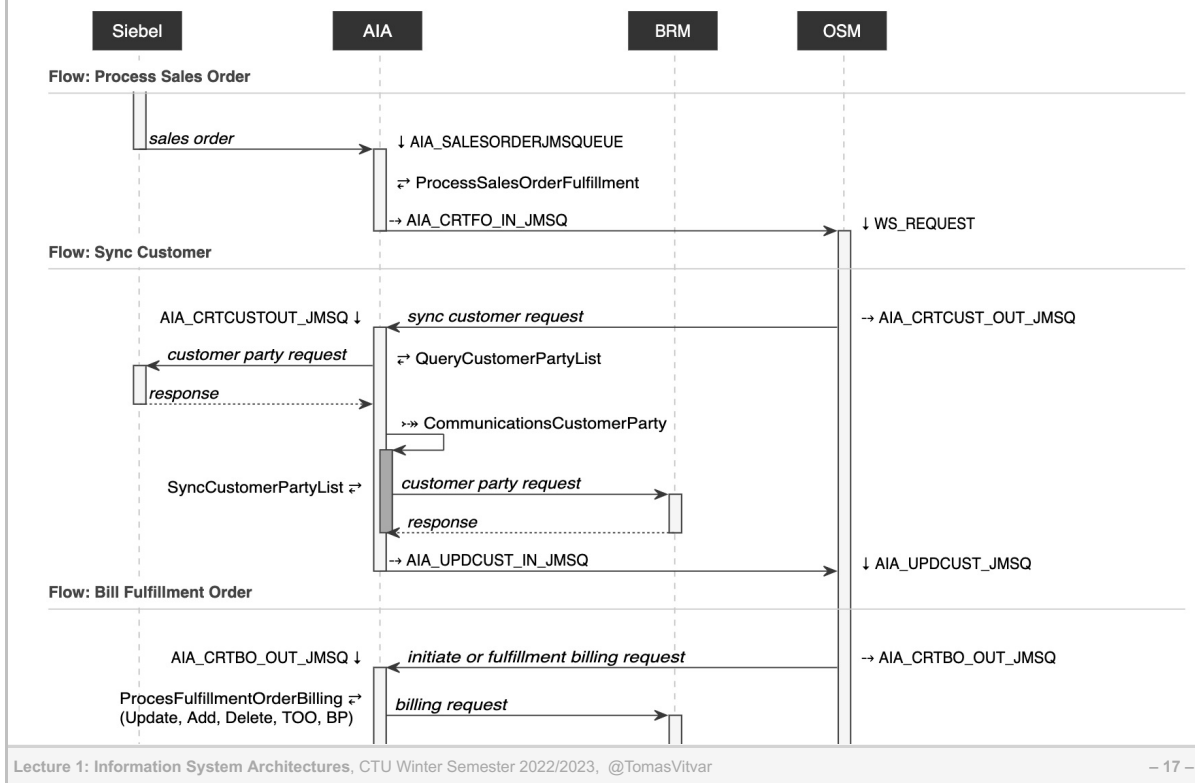 Siebel AIA BRM OSM
Flow: Process Sales Order
sales order ↓ AIA_SALESORDERJMSQUEUE
⇄ ProcessSalesOrderFulfillment
⇢ AIA_CRTFO_IN_JMSQ ↓ WS_REQUEST
Flow: Sync Customer
AIA_CRTCUSTOUT_JMSQ ↓ sync customer request ⇢ AIA_CRTCUST_OUT_JMSQ
customer party request ⇄ QueryCustomerPartyList
response
⤐ CommunicationsCustomerParty
SyncCustomerPartyList ⇄ customer party request
response
⇢ AIA_UPDCUST_IN_JMSQ ↓ AIA_UPDCUST_JMSQ
Flow: Bill Fulfillment Order
AIA_CRTBO_OUT_JMSQ ↓ initiate or fulfillment billing request ⇢ AIA_CRTBO_OUT_JMSQ
ProcesFulfillmentOrderBilling ⇄ billing request
(Update, Add, Delete, TOO, BP)
Lecture 1: Information System Architectures, CTU Winter Semester 2022/2023, @TomasVitvar – 17 –